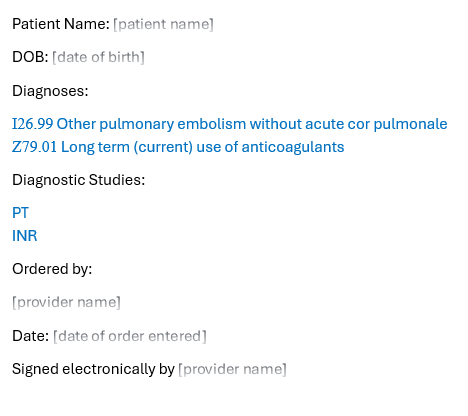 Patient Name: [patient name]
DOB: [date of birth]
Diagnoses:
I26.99 Other pulmonary embolism without acute cor pulmonale
Z79.01 Long term (current) use of anticoagulants
Diagnostic Studies:
PT
INR
Ordered by:
[provider name]
Date: [date of order entered]
Signed electronically by [provider name]